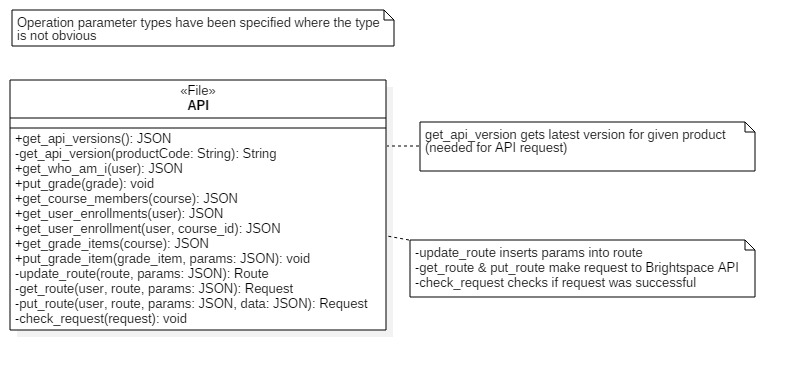 Operation parameter types have been specified where the type
is not obvious
«File»
API
+get_api_versions(): JSON
-get_api_version(productCode: String): String
+get_who_am_i(user): JSON
+put_grade(grade): void
+get_course_members(course): JSON
+get_user_enrollments(user): JSON
+get_user_enrollment(user, course_id): JSON
+get_grade_items(course): JSON
+put_grade_item(grade_item, params: JSON): void
-update_route(route, params: JSON): Route
-get_route(user, route, params: JSON): Request
-put_route(user, route, params: JSON, data: JSON): Request
-check_request(request): void
get_api_version gets latest version for given product
(needed for API request)
-update_route inserts params into route
-get_route & put_route make request to Brightspace API
-check_request checks if request was successful